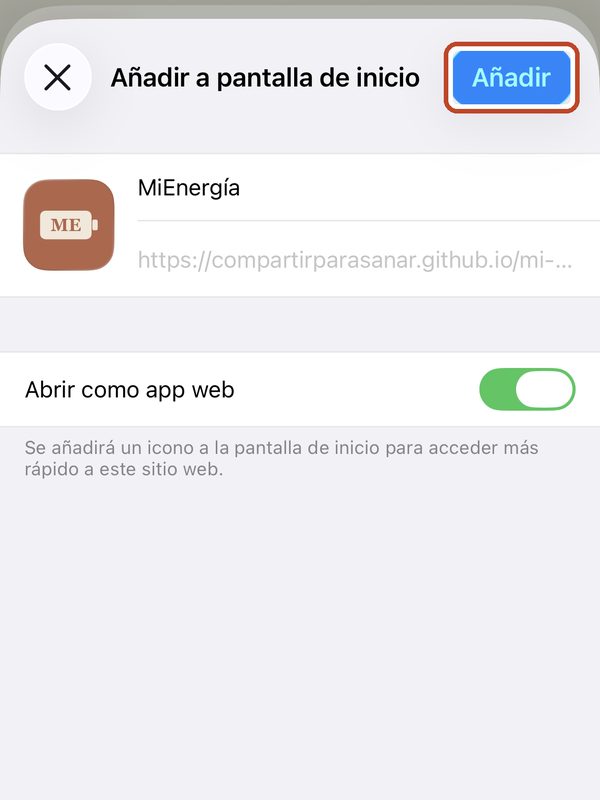 Añadir a pantalla de inicio
Añadir
MiEnergía
ME
https://compartirparasanar.github.io/mi-...
Abrir como app web
Se añadirá un icono a la pantalla de inicio para acceder más
rápido a este sitio web.